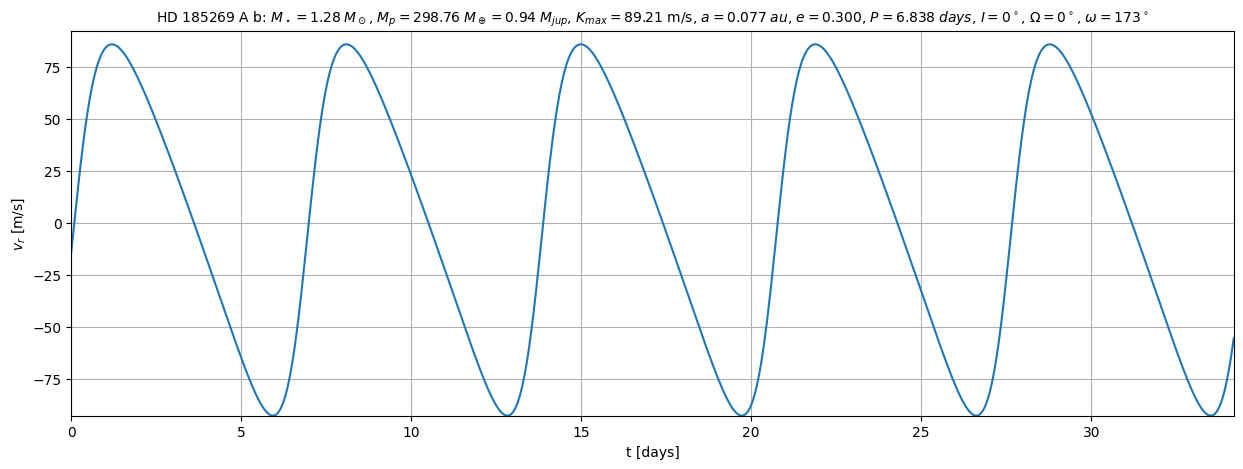 HD 185269 A b: M⋆ = 1.28 M⊙, Mp = 298.76 M⊕ = 0.94 Mjup, Kmax = 89.21 m/s, a = 0.077 au, e = 0.300, P = 6.838 days, I = 0°, Ω = 0°, ω = 173°
75
50
25
0
−25
−50
−75
vr [m/s]
0 5 10 15 20 25 30
t [days]